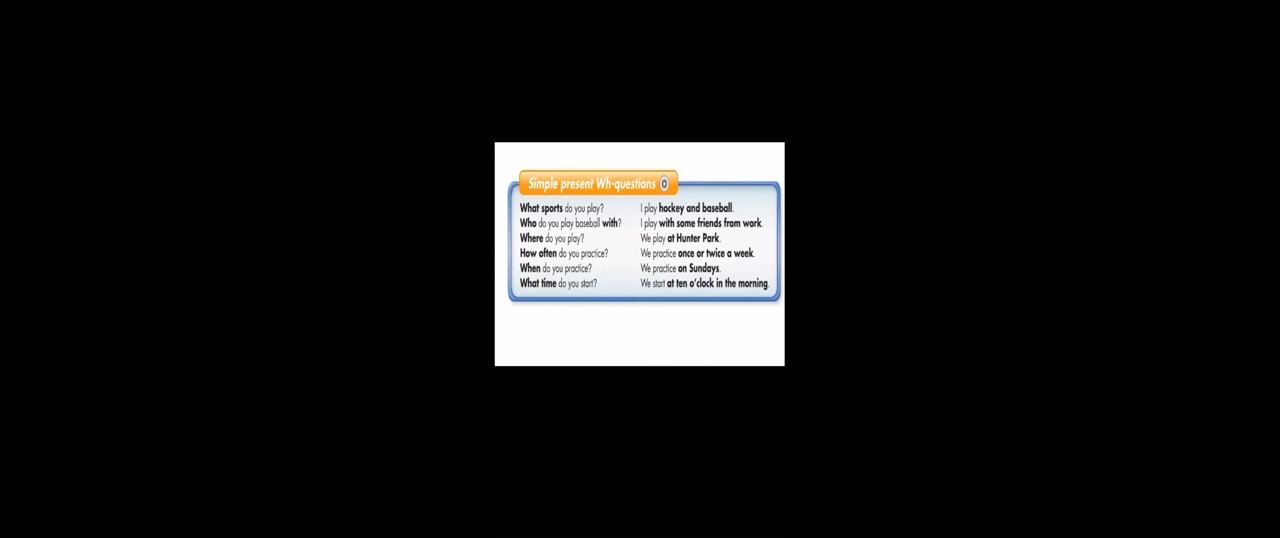 Simple present Wh-questions
What sports do you play? I play hockey and baseball.
Who do you play baseball with? I play with some friends from work.
Where do you play? We play at Hunter Park.
How often do you practice? We practice once or twice a week.
When do you practice? We practice on Sundays.
What time do you start? We start at ten o'clock in the morning.